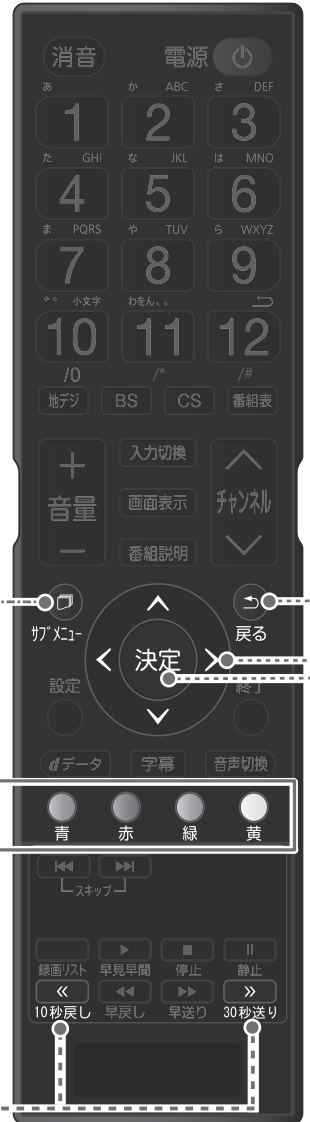 消音 電源
あ か ABC さ DEF
1 2 3
た GHI な JKL は MNO
4 5 6
ま PQRS や TUV ら WXYZ
7 8 9
゛゜ 小文字 わをん、。
10 11 12
/0 /* /#
地デジ BS CS 番組表
+ 入力切換
音量 画面表示 チャンネル
− 番組説明
サブメニュー 戻る
決定
設定 終了
dデータ 字幕 音声切換
青 赤 緑 黄
スキップ
録画リスト 早見早聞 停止 静止
10秒戻し 早戻し 早送り 30秒送り